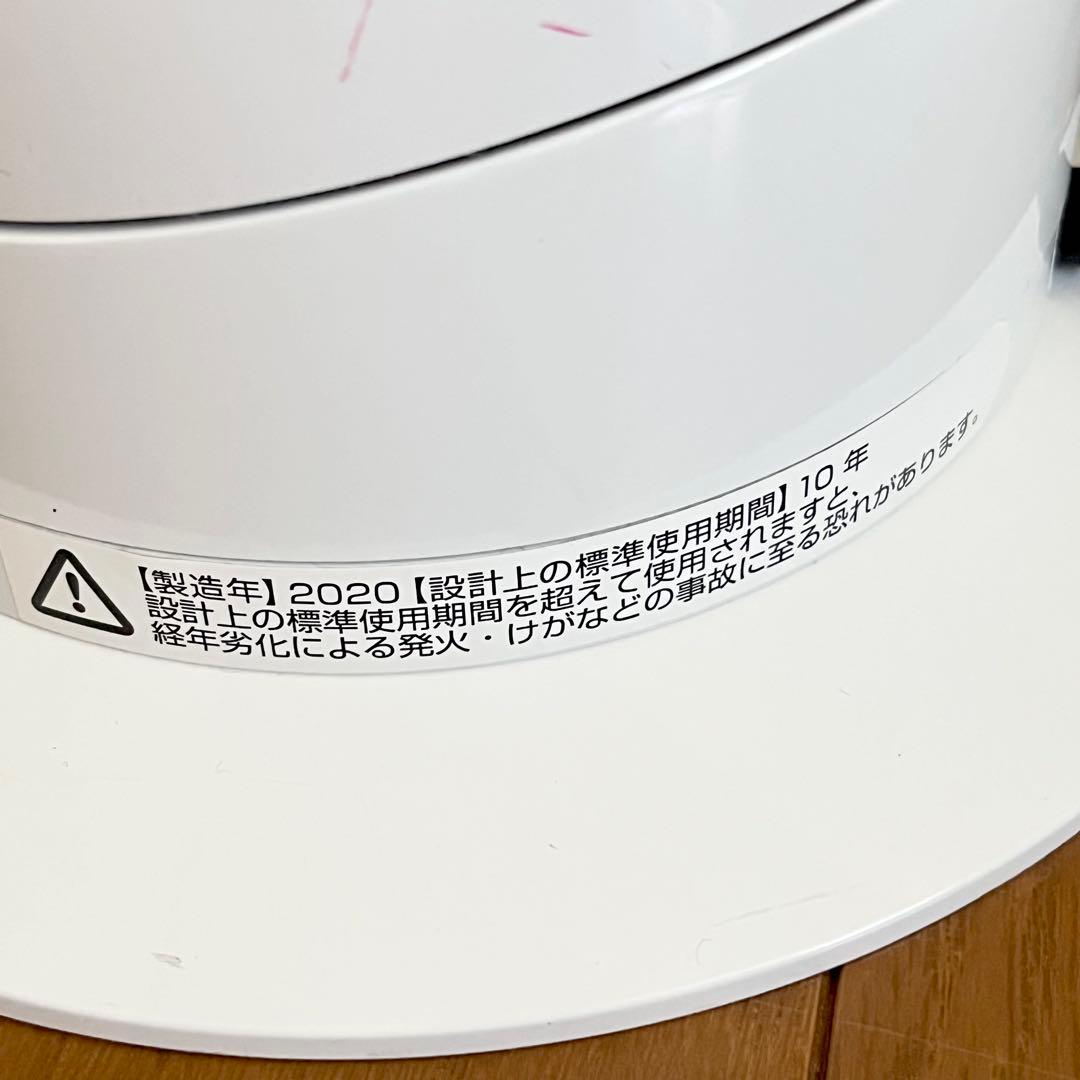 【製造年】2020【設計上の標準使用期間】10 年
設計上の標準使用期間を超えて使用されますと、
経年劣化による発火・けがなどの事故に至る恐れがあります。